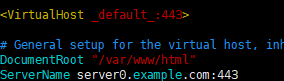 <VirtualHost _default_:443>
# General setup for the virtual host, inh
DocumentRoot "/var/www/html"
ServerName server0.example.com:443